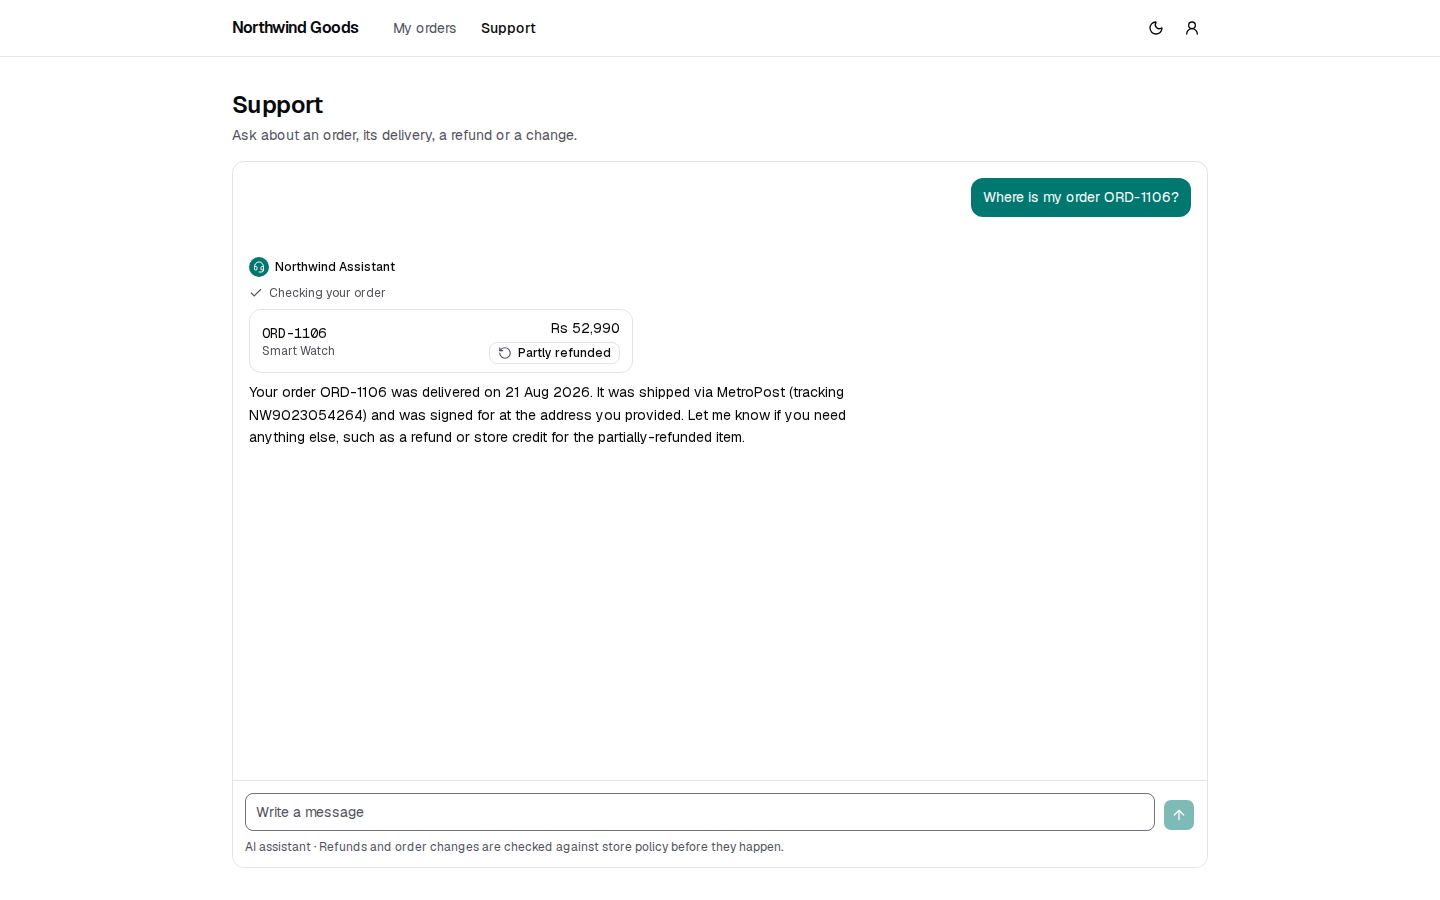 Northwind Goods
My orders
Support
Support
Ask about an order, its delivery, a refund or a change.
Where is my order ORD-1106?
Northwind Assistant
Checking your order
ORD-1106
Rs 52,990
Smart Watch
Partly refunded
Your order ORD-1106 was delivered on 21 Aug 2026. It was shipped via MetroPost (tracking
NW9023054264) and was signed for at the address you provided. Let me know if you need
anything else, such as a refund or store credit for the partially-refunded item.
Write a message
AI assistant · Refunds and order changes are checked against store policy before they happen.